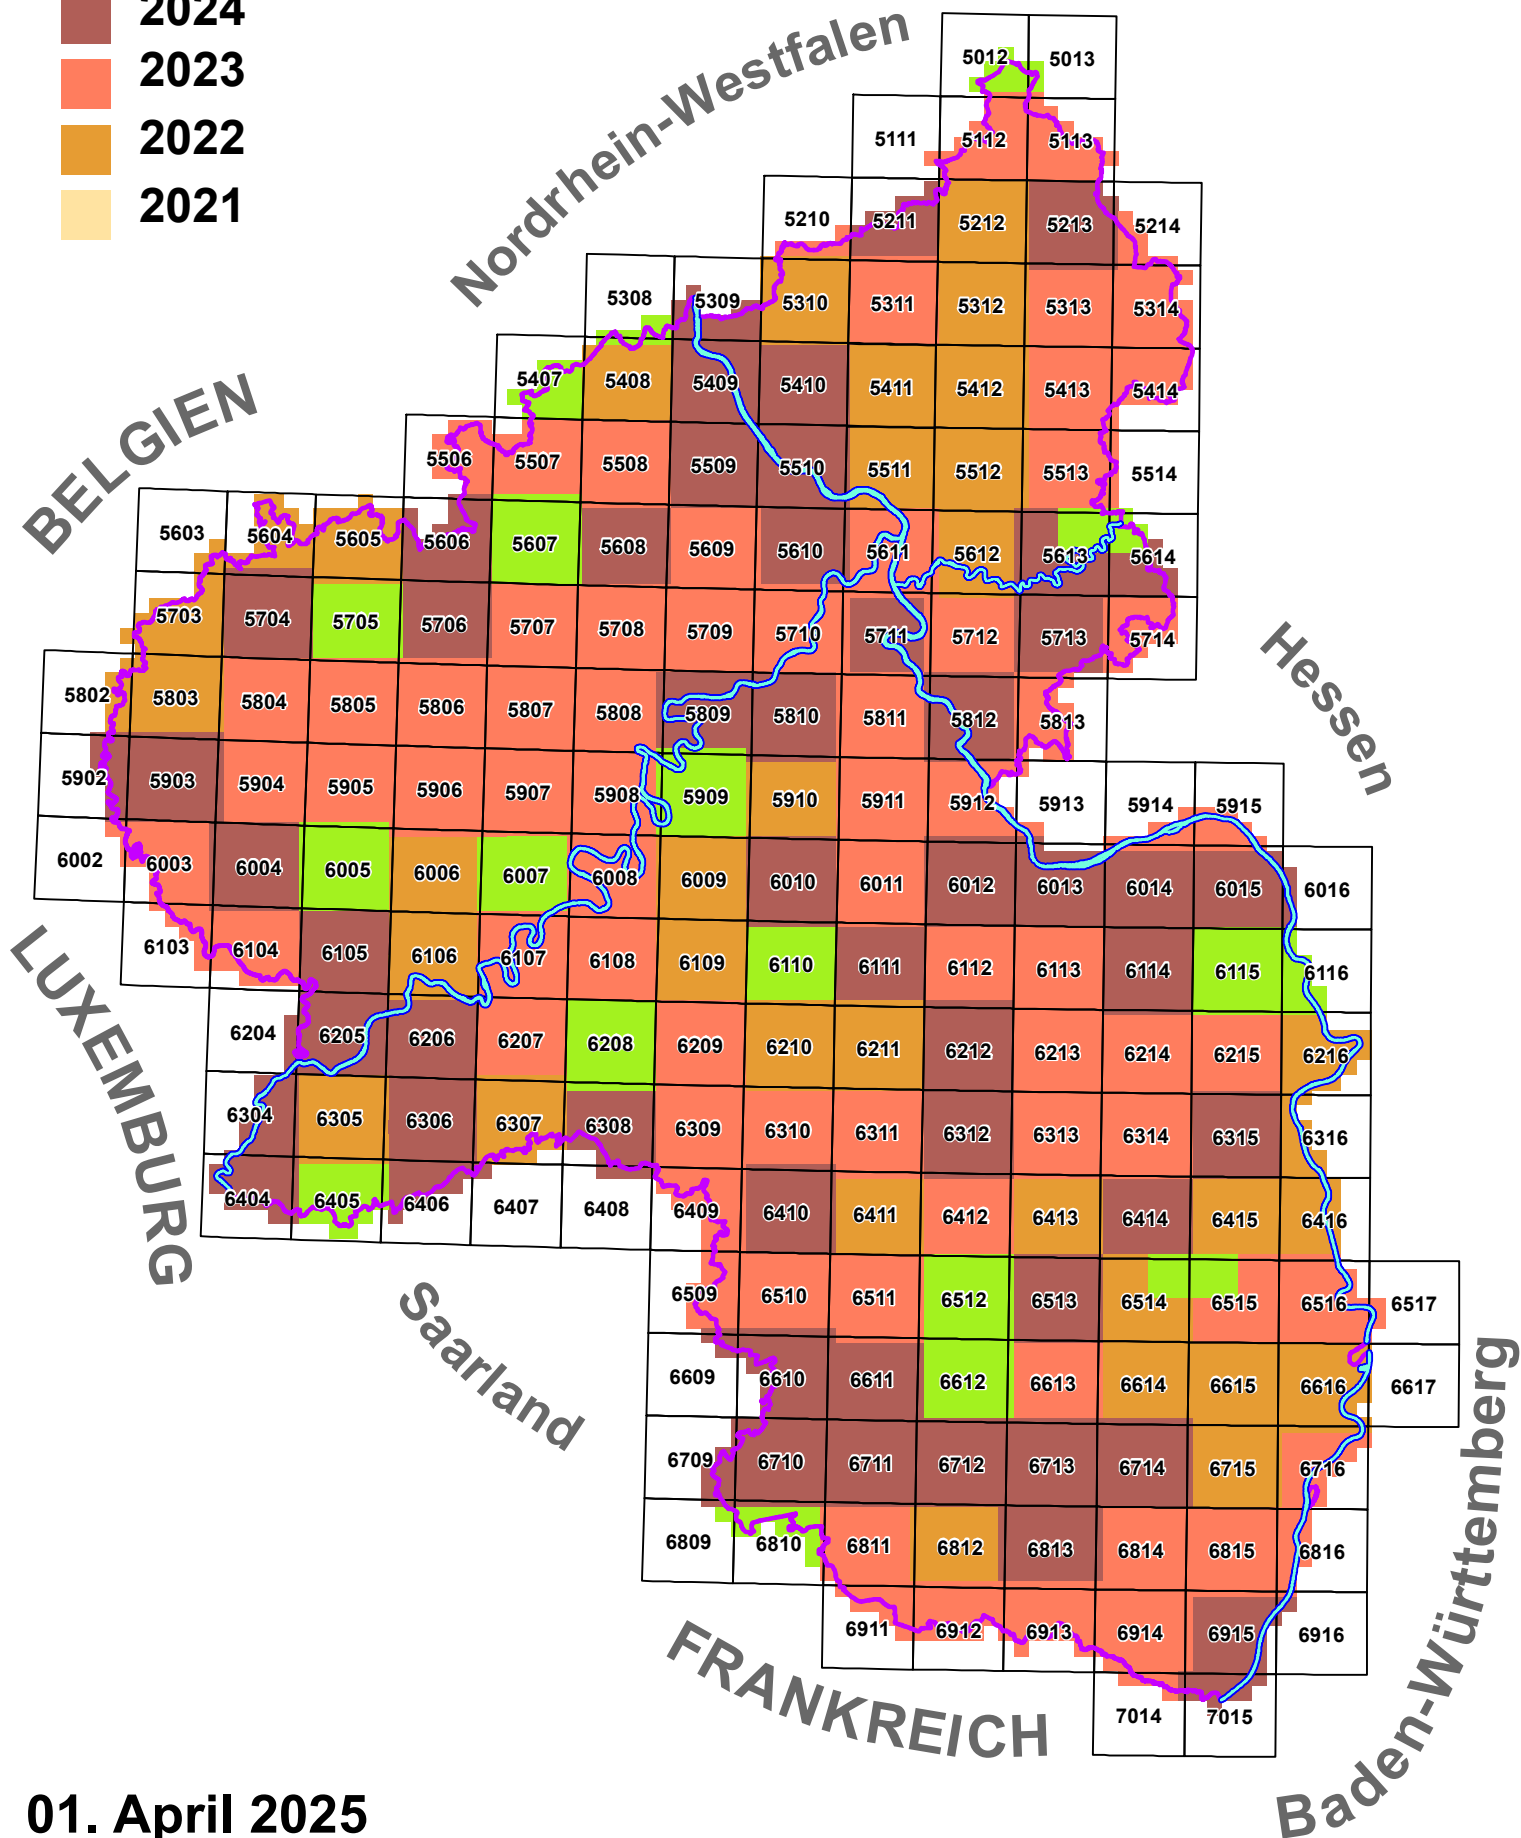 2024
2023
2022
2021
Nordrhein-Westfalen
BELGIEN
LUXEMBURG
Saarland
FRANKREICH
Baden-Württemberg
Hessen
5012 5013
5111 5112 5113
5210 5211 5212 5213 5214
5308 5309 5310 5311 5312 5313 5314
5407 5408 5409 5410 5411 5412 5413 5414
5506 5507 5508 5509 5510 5511 5512 5513 5514
5603 5604 5605 5606 5607 5608 5609 5610 5611 5612 5613 5614
5703 5704 5705 5706 5707 5708 5709 5710 5711 5712 5713 5714
5802 5803 5804 5805 5806 5807 5808 5809 5810 5811 5812 5813
5902 5903 5904 5905 5906 5907 5908 5909 5910 5911 5912 5913 5914 5915
6002 6003 6004 6005 6006 6007 6008 6009 6010 6011 6012 6013 6014 6015 6016
6103 6104 6105 6106 6107 6108 6109 6110 6111 6112 6113 6114 6115 6116
6204 6205 6206 6207 6208 6209 6210 6211 6212 6213 6214 6215 6216
6304 6305 6306 6307 6308 6309 6310 6311 6312 6313 6314 6315 6316
6404 6405 6406 6407 6408 6409 6410 6411 6412 6413 6414 6415 6416
6509 6510 6511 6512 6513 6514 6515 6516 6517
6609 6610 6611 6612 6613 6614 6615 6616 6617
6709 6710 6711 6712 6713 6714 6715 6716
6809 6810 6811 6812 6813 6814 6815 6816
6911 6912 6913 6914 6915 6916
7014 7015
01. April 2025